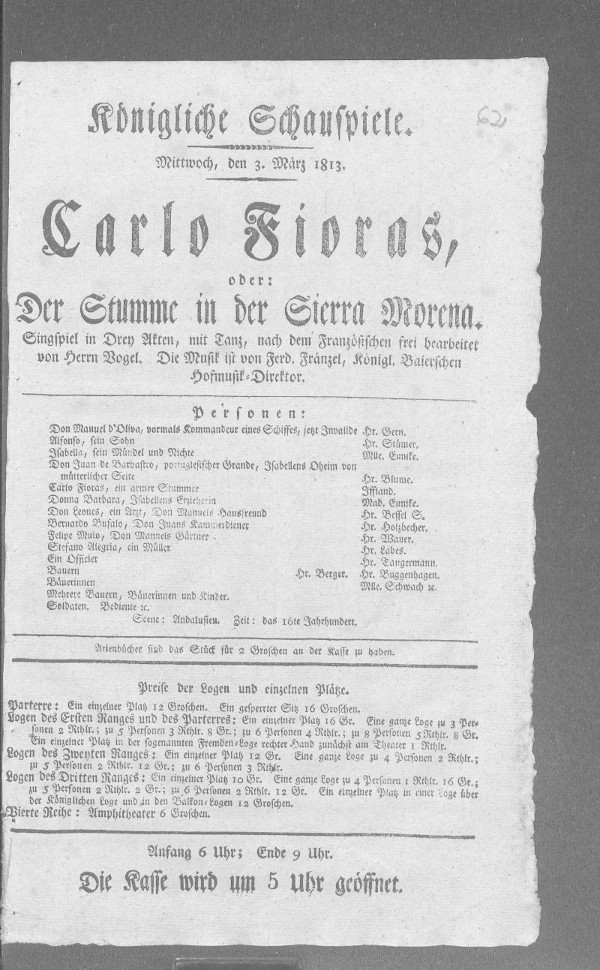 62
Königliche Schauspiele.
Mittwoch, den 3. März 1813.
Carlo Fioras,
oder:
Der Stumme in der Sierra Morena.
Singspiel in Drey Akten, mit Tanz, nach dem Französischen frei bearbeitet
von Herrn Vogel. Die Musik ist von Ferd. Fränzel, Königl. Baierschen
Hofmusik-Direktor.
Personen:
Don Manuel d'Oliva, vormals Kommandeur eines Schiffes, jetzt Invalide Hr. Gern.
Alfonso, sein Sohn Hr. Stümer.
Isabella, sein Mündel und Nichte Mlle. Eunike.
Don Juan de Barbastro, portugiesischer Grande, Isabellens Oheim von
mütterlicher Seite Hr. Blume.
Carlo Fioras, ein armer Stummer Iffland.
Donna Barbara, Isabellens Erzieherin Mad. Eunike.
Don Leones, ein Arzt, Don Manuels Hausfreund Hr. Bessel S.
Bernardo Bufalo, Don Juans Kammerdiener Hr. Holzbecher.
Felipe Mulo, Don Manuels Gärtner Hr. Wauer.
Stefano Alegria, ein Müller Hr. Labes.
Ein Officier Hr. Tangermann.
Bauern Hr. Berger. Hr. Buggenhagen.
Bäuerinnen Mlle. Schwach ꝛc.
Mehrere Bauern, Bäuerinnen und Kinder.
Soldaten. Bediente ꝛc.
Scene: Andalusien. Zeit: das 16te Jahrhundert.
Arienbücher sind das Stück für 2 Groschen an der Kasse zu haben.
Preise der Logen und einzelnen Plätze.
Parterre: Ein einzelner Platz 12 Groschen. Ein gesperrter Sitz 16 Groschen.
Logen des Ersten Ranges und des Parterres: Ein einzelner Platz 16 Gr. Eine ganze Loge zu 3 Per-
sonen 2 Rthlr.; zu 5 Personen 3 Rthlr. 8 Gr.; zu 6 Personen 4 Rthlr.; zu 8 Personen 5 Rthlr. 8 Gr.
Ein einzelner Platz in der sogenannten Fremden-Loge rechter Hand zunächst am Theater 1 Rthlr.
Logen des Zweyten Ranges: Ein einzelner Platz 12 Gr. Eine ganze Loge zu 4 Personen 2 Rthlr.;
zu 5 Personen 2 Rthlr. 12 Gr.; zu 6 Personen 3 Rthlr.
Logen des Dritten Ranges: Ein einzelner Platz 10 Gr. Eine ganze Loge zu 4 Personen 1 Rthlr. 16 Gr.;
zu 5 Personen 2 Rthlr. 2 Gr.; zu 6 Personen 2 Rthlr. 12 Gr. Ein einzelner Platz in einer Loge über
der Königlichen Loge und in den Balkon-Logen 12 Groschen.
Vierte Reihe: Amphitheater 6 Groschen.
Anfang 6 Uhr; Ende 9 Uhr.
Die Kasse wird um 5 Uhr geöffnet.